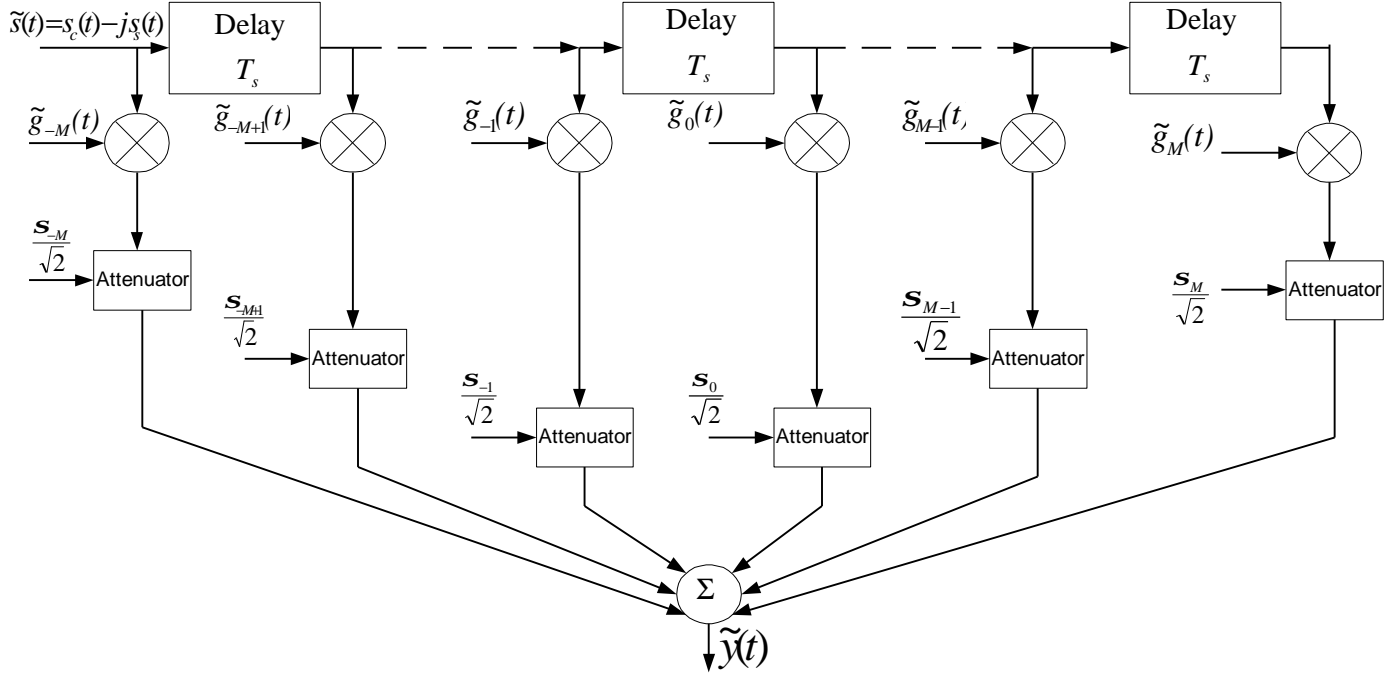 s̃(t)=s_c(t)−js_s(t)
Delay
T_s
Delay
T_s
Delay
T_s
g̃_{−M}(t)
g̃_{−M+1}(t)
g̃_{−1}(t)
g̃_0(t)
g̃_{M−1}(t)
g̃_M(t)
s_{−M}/√2
Attenuator
s_{−M+1}/√2
Attenuator
s_{−1}/√2
Attenuator
s_0/√2
Attenuator
s_{M−1}/√2
Attenuator
s_M/√2
Attenuator
Σ
ỹ(t)